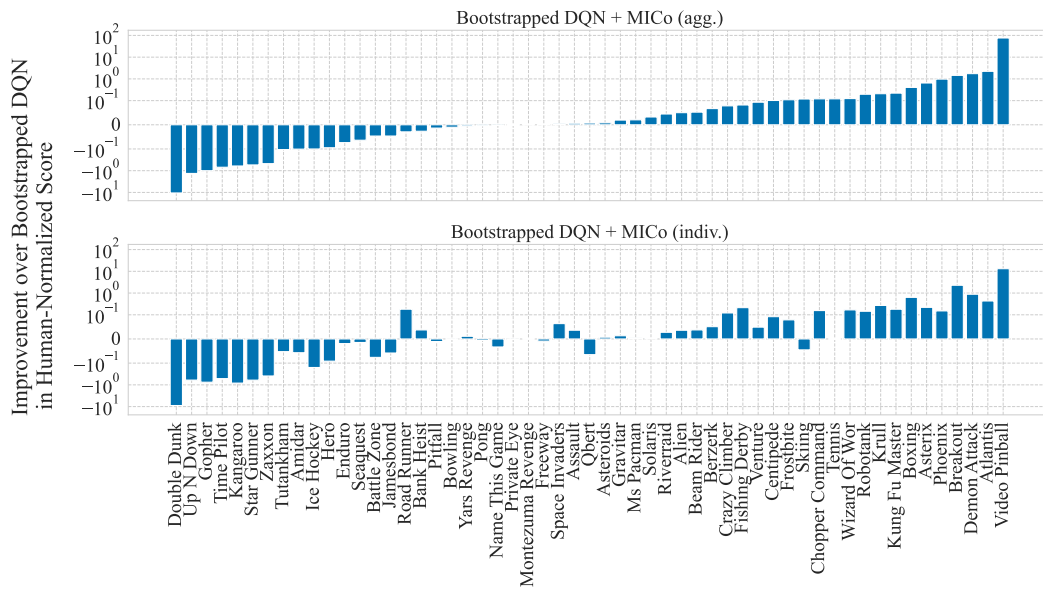 Bootstrapped DQN + MICo (agg.)
10^2
10^1
10^0
10^-1
0
−10^-1
−10^0
−10^1
Improvement over Bootstrapped DQN
in Human-Normalized Score
Bootstrapped DQN + MICo (indiv.)
10^2
10^1
10^0
10^-1
0
−10^-1
−10^0
−10^1
Double Dunk
Up N Down
Gopher
Time Pilot
Kangaroo
Star Gunner
Zaxxon
Tutankham
Amidar
Ice Hockey
Hero
Enduro
Seaquest
Battle Zone
Jamesbond
Road Runner
Bank Heist
Pitfall
Bowling
Yars Revenge
Pong
Name This Game
Private Eye
Montezuma Revenge
Freeway
Space Invaders
Assault
Qbert
Asteroids
Gravitar
Ms Pacman
Solaris
Riverraid
Alien
Beam Rider
Berzerk
Crazy Climber
Fishing Derby
Venture
Centipede
Frostbite
Skiing
Chopper Command
Tennis
Wizard Of Wor
Robotank
Krull
Kung Fu Master
Boxing
Asterix
Phoenix
Breakout
Demon Attack
Atlantis
Video Pinball